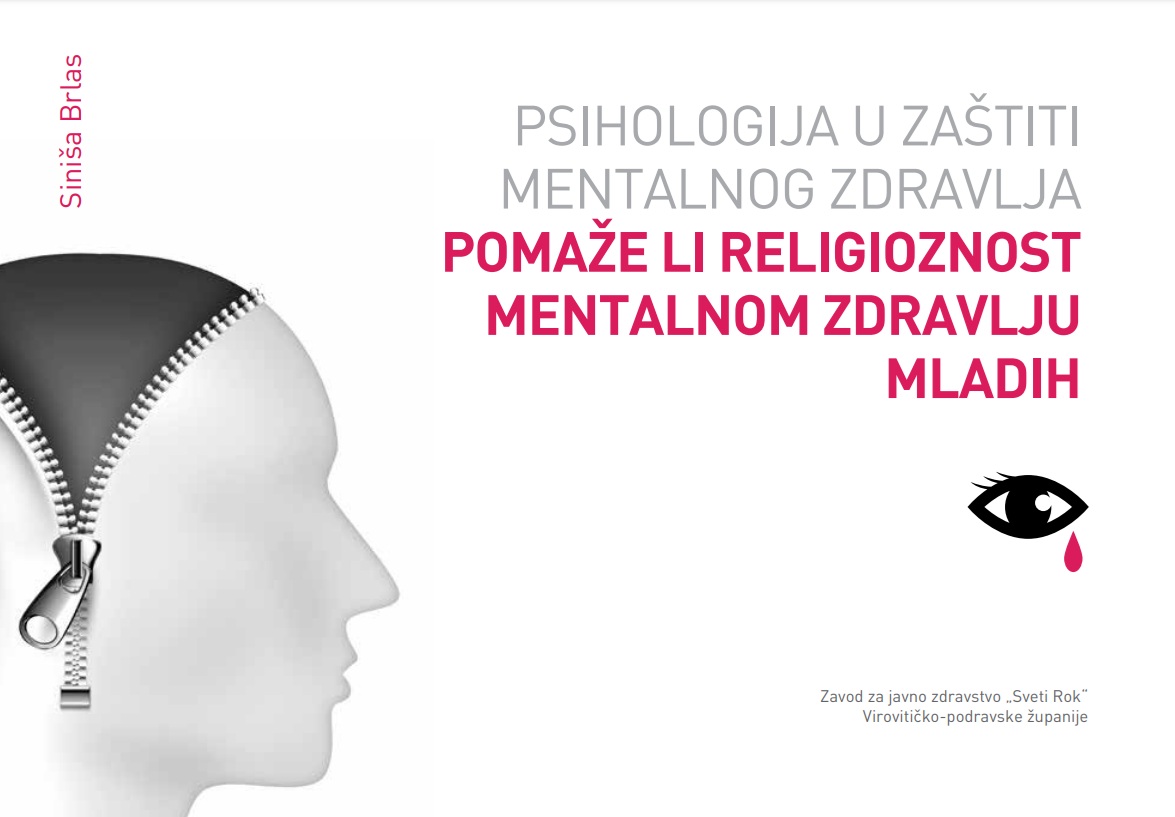 Siniša Brlas
PSIHOLOGIJA U ZAŠTITI
MENTALNOG ZDRAVLJA
POMAŽE LI RELIGIOZNOST
MENTALNOM ZDRAVLJU
MLADIH
Zavod za javno zdravstvo „Sveti Rok“
Virovitičko-podravske županije